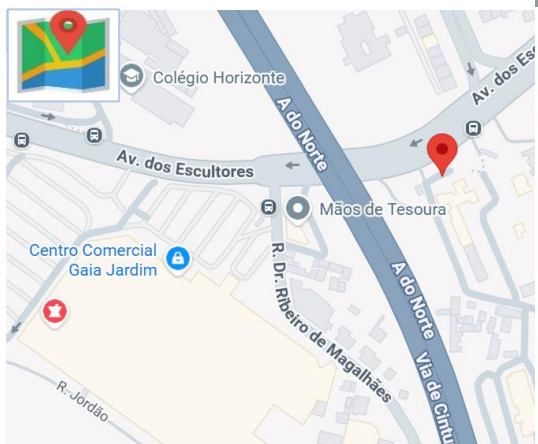 Colégio Horizonte
Av. dos Es
A do Norte
Av. dos Escultores
Mãos de Tesoura
Centro Comercial
Gaia Jardim
R. Dr. Ribeiro de Magalhães
A do Norte
Via de Cintu
R. Jordão